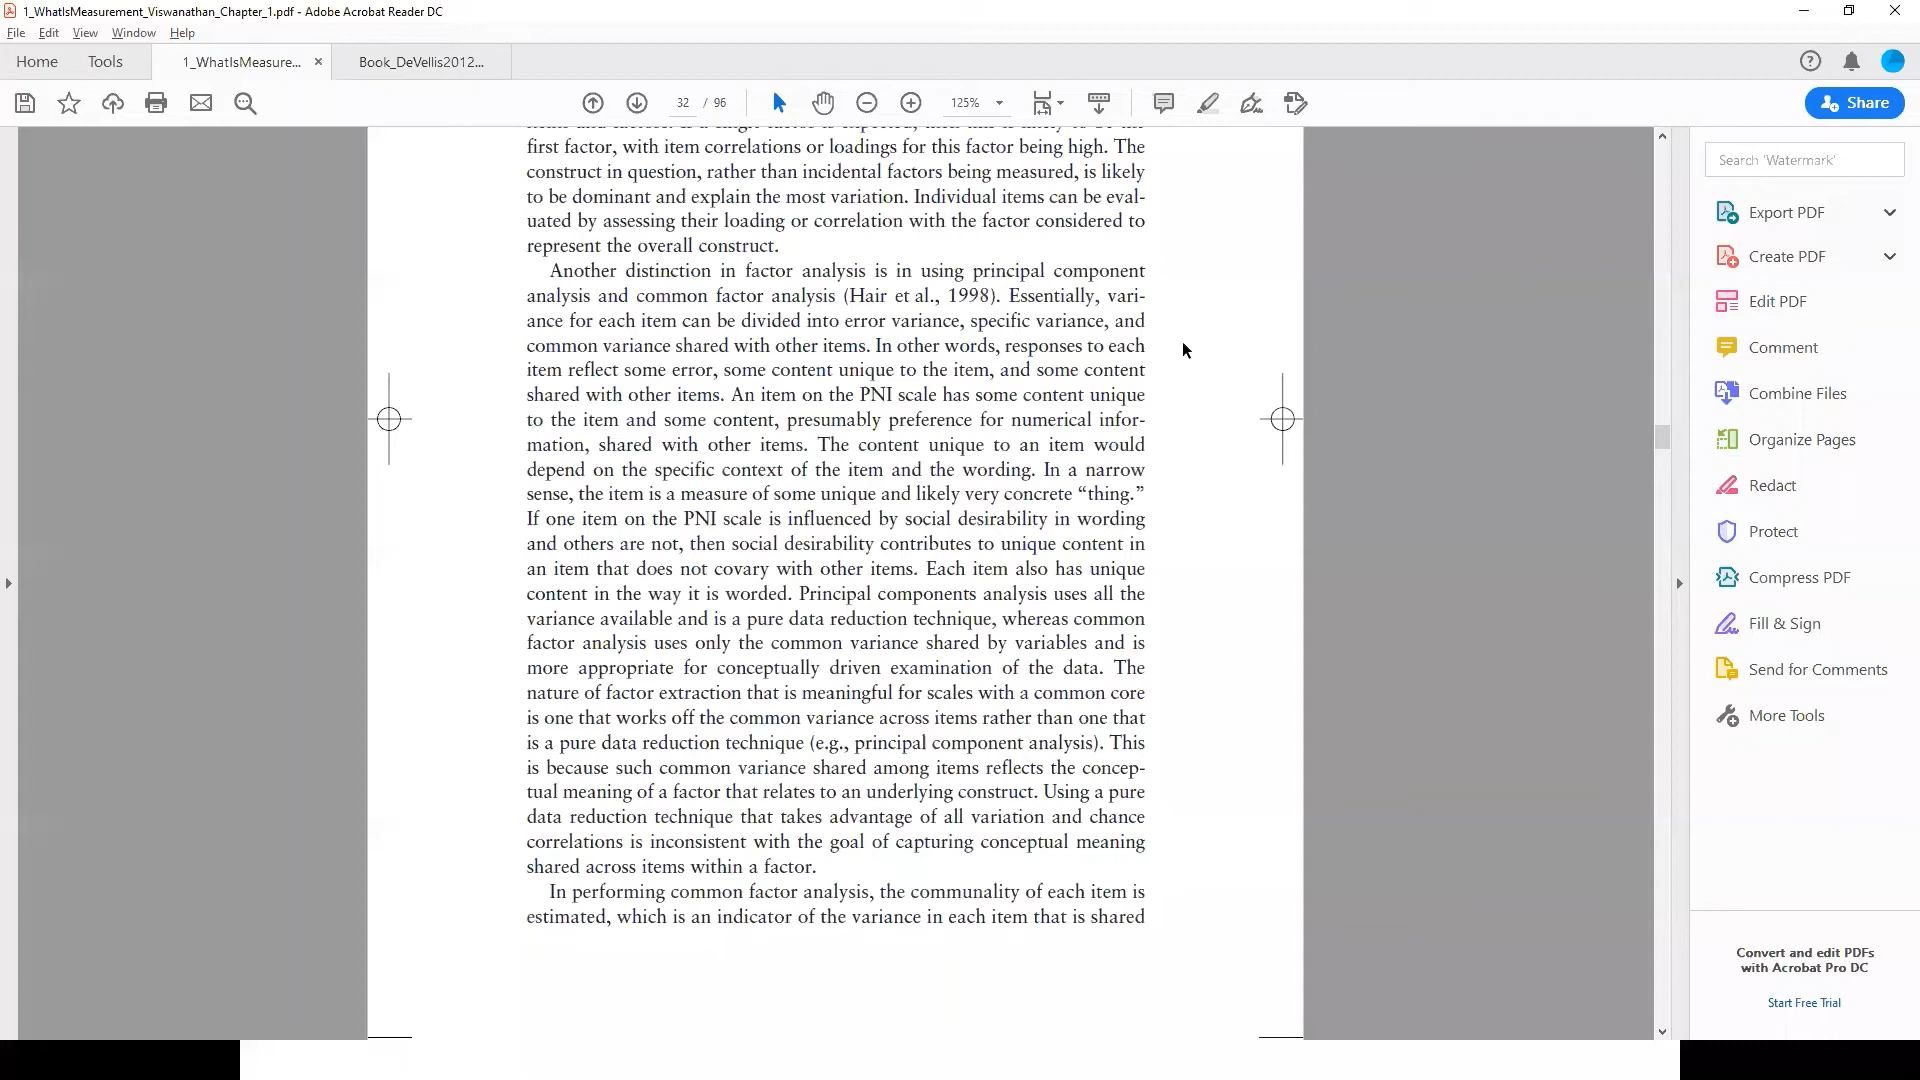 1_WhatIsMeasurement_Viswanathan_Chapter_1.pdf - Adobe Acrobat Reader DC
File Edit View Window Help
Home Tools 1_WhatIsMeasure... × Book_DeVellis2012...
32 / 96 125% Share
first factor, with item correlations or loadings for this factor being high. The
construct in question, rather than incidental factors being measured, is likely
to be dominant and explain the most variation. Individual items can be eval-
uated by assessing their loading or correlation with the factor considered to
represent the overall construct.
Another distinction in factor analysis is in using principal component
analysis and common factor analysis (Hair et al., 1998). Essentially, vari-
ance for each item can be divided into error variance, specific variance, and
common variance shared with other items. In other words, responses to each
item reflect some error, some content unique to the item, and some content
shared with other items. An item on the PNI scale has some content unique
to the item and some content, presumably preference for numerical infor-
mation, shared with other items. The content unique to an item would
depend on the specific context of the item and the wording. In a narrow
sense, the item is a measure of some unique and likely very concrete “thing.”
If one item on the PNI scale is influenced by social desirability in wording
and others are not, then social desirability contributes to unique content in
an item that does not covary with other items. Each item also has unique
content in the way it is worded. Principal components analysis uses all the
variance available and is a pure data reduction technique, whereas common
factor analysis uses only the common variance shared by variables and is
more appropriate for conceptually driven examination of the data. The
nature of factor extraction that is meaningful for scales with a common core
is one that works off the common variance across items rather than one that
is a pure data reduction technique (e.g., principal component analysis). This
is because such common variance shared among items reflects the concep-
tual meaning of a factor that relates to an underlying construct. Using a pure
data reduction technique that takes advantage of all variation and chance
correlations is inconsistent with the goal of capturing conceptual meaning
shared across items within a factor.
In performing common factor analysis, the communality of each item is
estimated, which is an indicator of the variance in each item that is shared
Search 'Watermark'
Export PDF
Create PDF
Edit PDF
Comment
Combine Files
Organize Pages
Redact
Protect
Compress PDF
Fill & Sign
Send for Comments
More Tools
Convert and edit PDFs
with Acrobat Pro DC
Start Free Trial